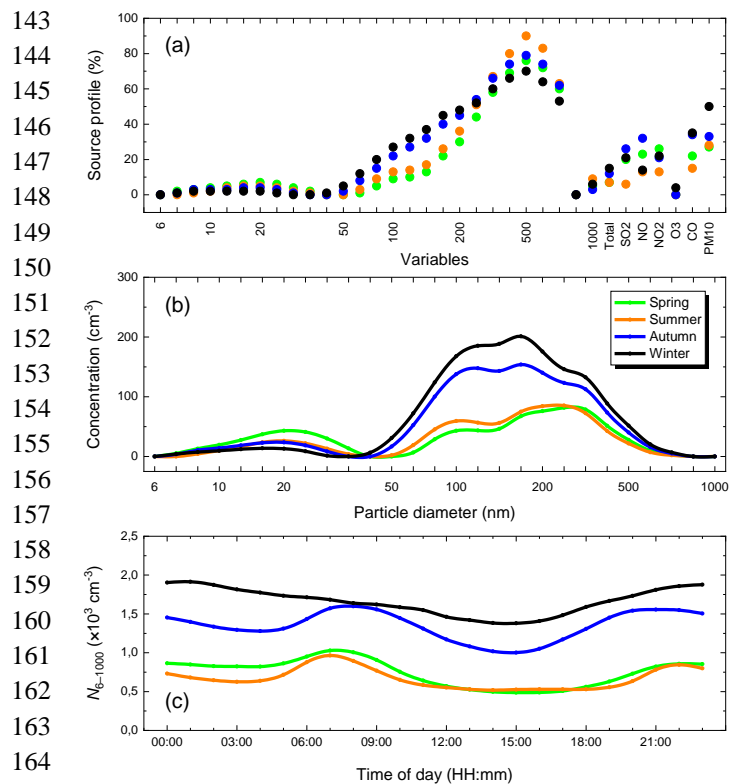 143
144
145
146
147
148
149
150
151
152
153
154
155
156
157
158
159
160
161
162
163
164
(a)
Source profile (%)
100
80
60
40
20
0
6 10 20 50 100 200 500 1000 Total SO2 NO NO2 O3 CO PM10
Variables
(b)
Concentration (cm⁻³)
300
200
100
0
Spring
Summer
Autumn
Winter
6 10 20 50 100 200 500 1000
Particle diameter (nm)
N6–1000 (×10³ cm⁻³)
2,5
2,0
1,5
1,0
0,5
0,0
(c)
00:00 03:00 06:00 09:00 12:00 15:00 18:00 21:00
Time of day (HH:mm)